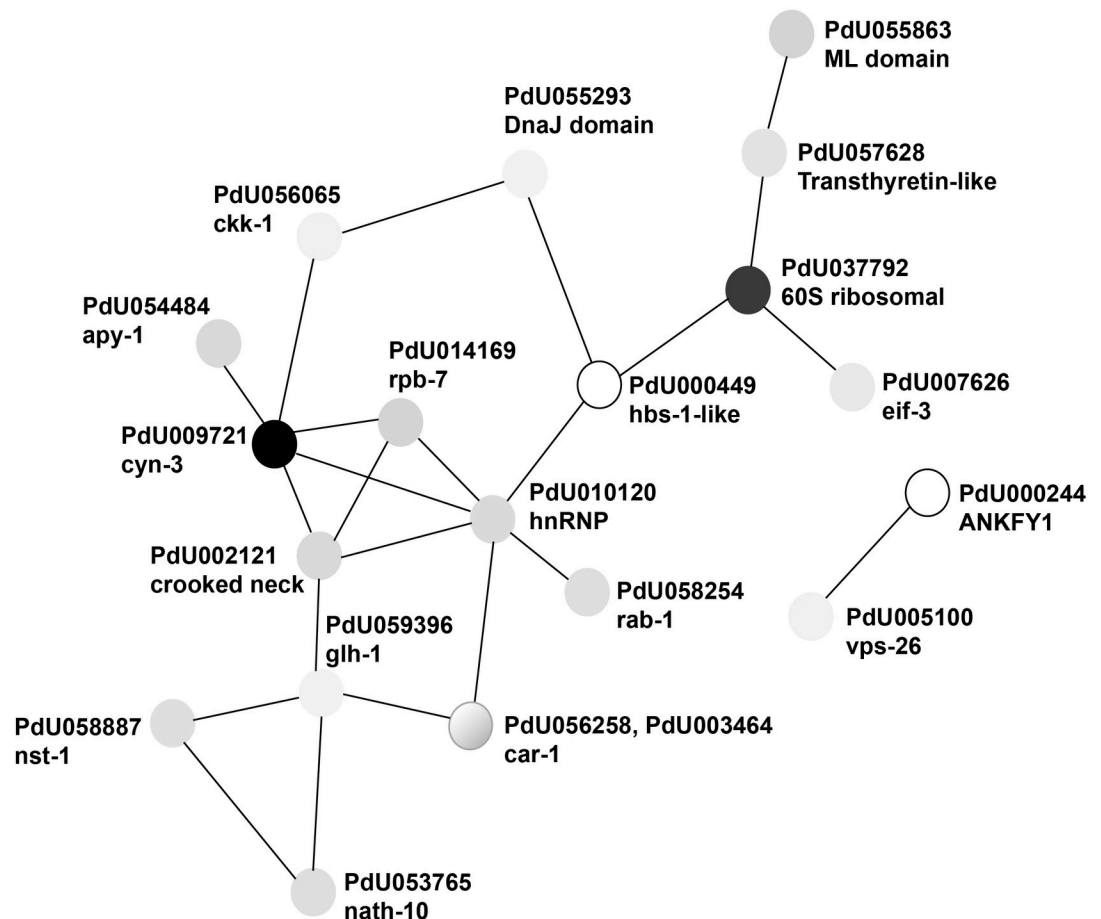 PdU055863
ML domain
PdU055293
DnaJ domain
PdU057628
Transthyretin-like
PdU056065
ckk-1
PdU037792
60S ribosomal
PdU054484
apy-1
PdU014169
rpb-7
PdU000449
hbs-1-like
PdU007626
eif-3
PdU009721
cyn-3
PdU010120
hnRNP
PdU000244
ANKFY1
PdU002121
crooked neck
PdU058254
rab-1
PdU005100
vps-26
PdU059396
glh-1
PdU058887
nst-1
PdU056258, PdU003464
car-1
PdU053765
nath-10